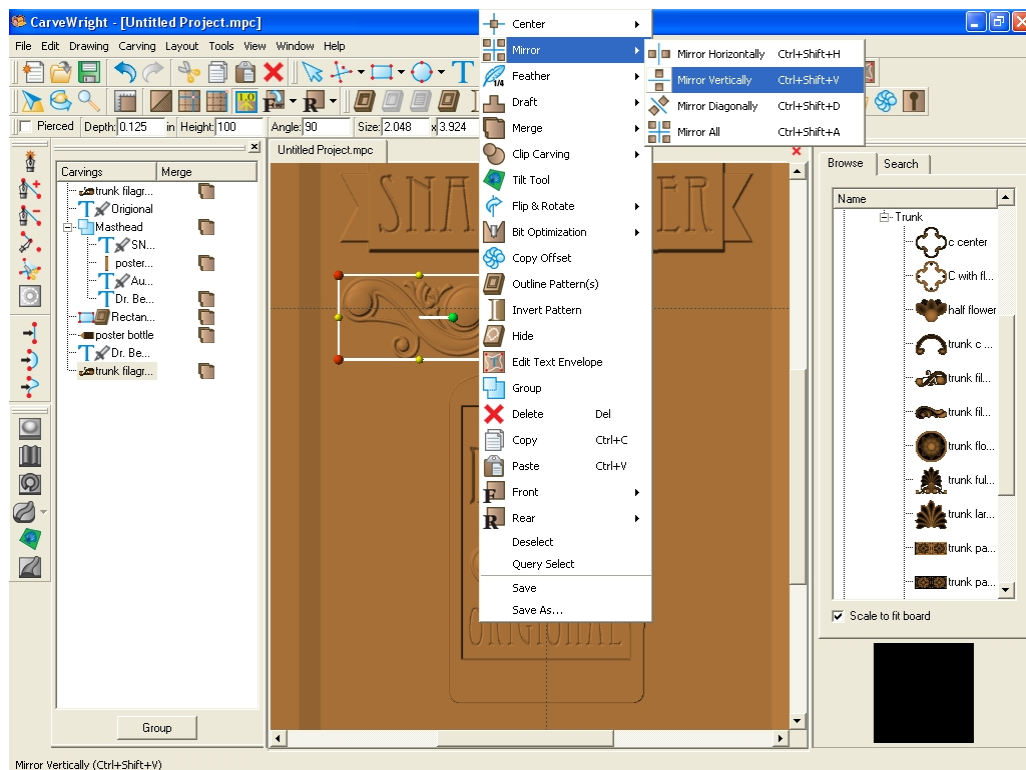 CarveWright - [Untitled Project.mpc]
File Edit Drawing Carving Layout Tools View Window Help
Pierced Depth: 0.125 in Height: 100 Angle: 90 Size: 2.048 x 3.924
Carvings Merge
trunk filagr...
Origional
Masthead
SN...
poster...
Au...
Dr. Be...
Rectan...
poster bottle
Dr. Be...
trunk filagr...
Group
Untitled Project.mpc
SNA
ER
ORIGIONAL
Center
Mirror
Feather
1/4
Draft
Merge
Clip Carving
Tilt Tool
Flip & Rotate
Bit Optimization
Copy Offset
Outline Pattern(s)
Invert Pattern
Hide
Edit Text Envelope
Group
Delete Del
Copy Ctrl+C
Paste Ctrl+V
F Front
R Rear
Deselect
Query Select
Save
Save As...
Mirror Horizontally Ctrl+Shift+H
Mirror Vertically Ctrl+Shift+V
Mirror Diagonally Ctrl+Shift+D
Mirror All Ctrl+Shift+A
Browse Search
Name
Trunk
c center
C with fl...
half flower
trunk c ...
trunk fil...
trunk fil...
trunk flo...
trunk ful...
trunk lar...
trunk pa...
trunk pa...
Scale to fit board
Mirror Vertically (Ctrl+Shift+V)